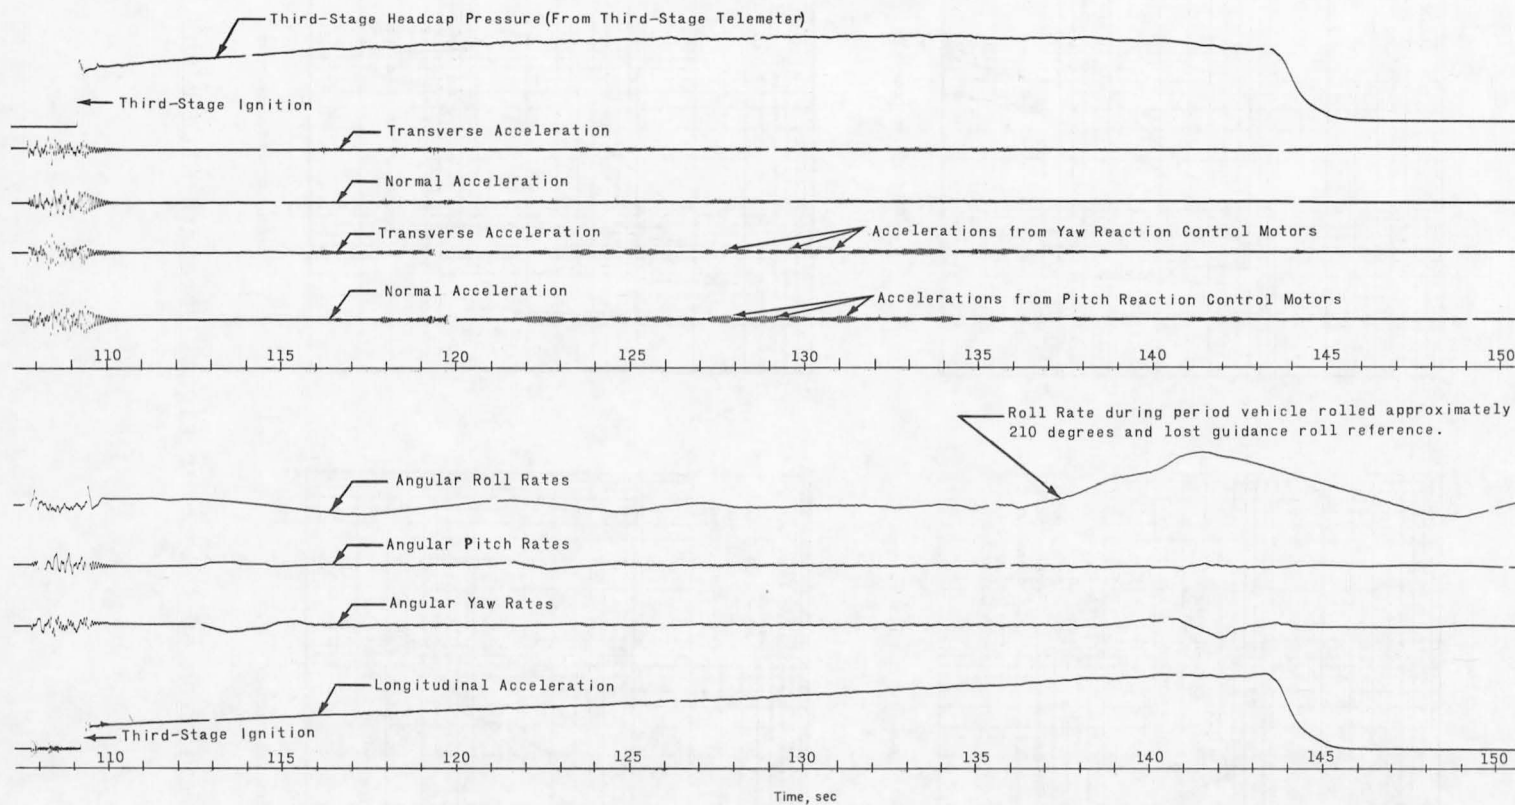 Third-Stage Headcap Pressure (From Third-Stage Telemeter)
Third-Stage Ignition
Transverse Acceleration
Normal Acceleration
Transverse Acceleration
Accelerations from Yaw Reaction Control Motors
Normal Acceleration
Accelerations from Pitch Reaction Control Motors
110 115 120 125 130 135 140 145 150
Roll Rate during period vehicle rolled approximately
210 degrees and lost guidance roll reference.
Angular Roll Rates
Angular Pitch Rates
Angular Yaw Rates
Longitudinal Acceleration
Third-Stage Ignition
110 115 120 125 130 135 140 145 150
Time, sec